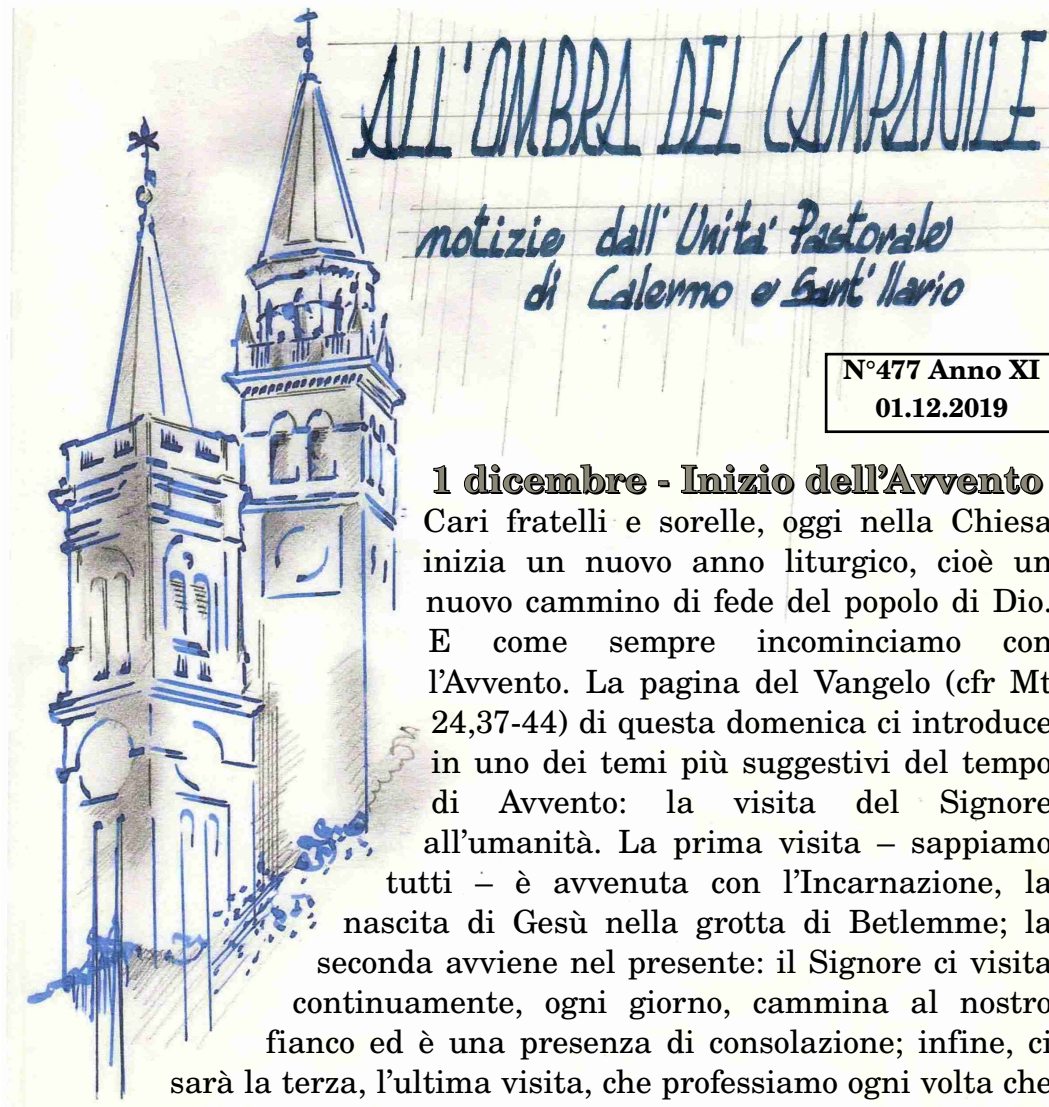 ALL'OMBRA DEL CAMPANILE
notizie dall'Unita' Pastorale
di Calerno e Sant'Ilario
N°477 Anno XI
01.12.2019
1 dicembre - Inizio dell'Avvento
Cari fratelli e sorelle, oggi nella Chiesa
inizia un nuovo anno liturgico, cioè un
nuovo cammino di fede del popolo di Dio.
E come sempre incominciamo con
l'Avvento. La pagina del Vangelo (cfr Mt
24,37-44) di questa domenica ci introduce
in uno dei temi più suggestivi del tempo
di Avvento: la visita del Signore
all'umanità. La prima visita – sappiamo
tutti – è avvenuta con l'Incarnazione, la
nascita di Gesù nella grotta di Betlemme; la
seconda avviene nel presente: il Signore ci visita
continuamente, ogni giorno, cammina al nostro
fianco ed è una presenza di consolazione; infine, ci
sarà la terza, l'ultima visita, che professiamo ogni volta che